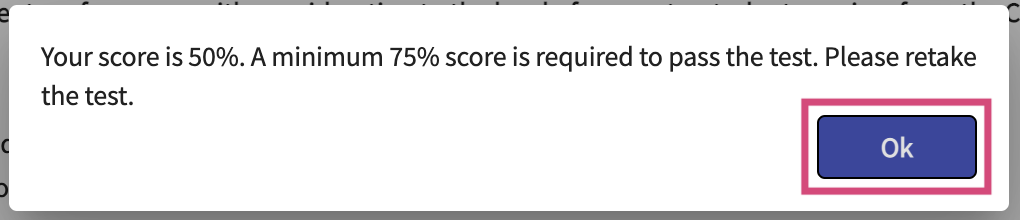 Your score is 50%. A minimum 75% score is required to pass the test. Please retake
the test.
Ok